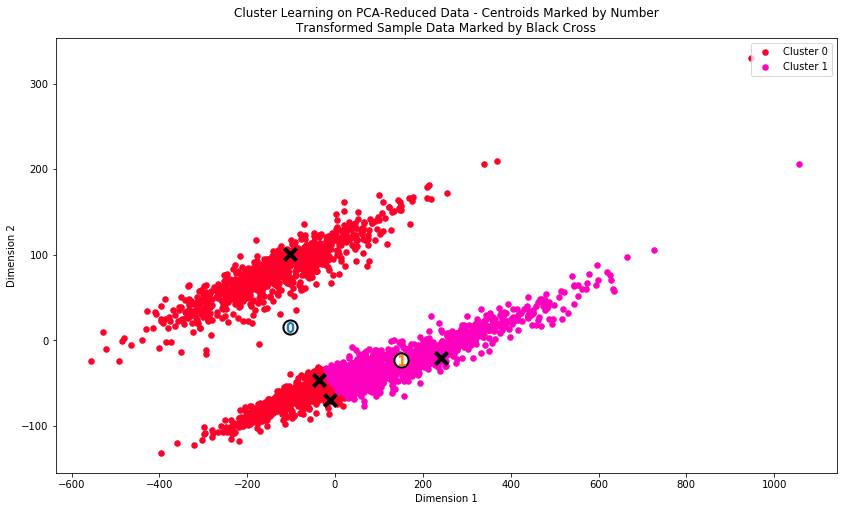 Cluster Learning on PCA-Reduced Data - Centroids Marked by Number
Transformed Sample Data Marked by Black Cross
Cluster 0
Cluster 1
300
200
100
0
−100
Dimension 2
0
1
−600
−400
−200
0
200
400
600
800
1000
Dimension 1